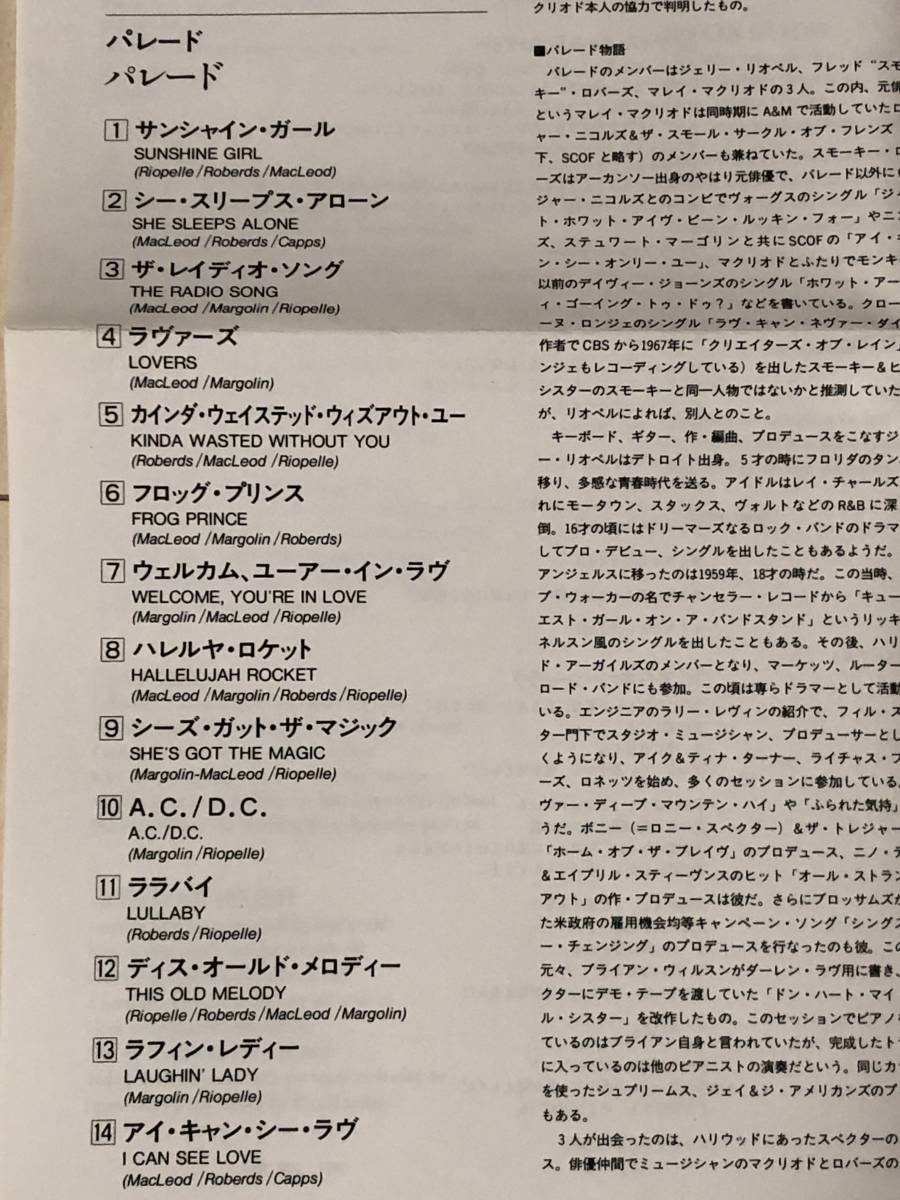 パレード
パレード
1 サンシャイン・ガール
SUNSHINE GIRL
(Riopelle/Roberds/MacLeod)
2 シー・スリープス・アローン
SHE SLEEPS ALONE
(MacLeod/Roberds/Capps)
3 ザ・レイディオ・ソング
THE RADIO SONG
(MacLeod/Margolin/Riopelle)
4 ラヴァーズ
LOVERS
(MacLeod/Margolin)
5 カインダ・ウェイステッド・ウィズアウト・ユー
KINDA WASTED WITHOUT YOU
(Roberds/MacLeod/Riopelle)
6 フロッグ・プリンス
FROG PRINCE
(MacLeod/Margolin/Roberds)
7 ウェルカム、ユーアー・イン・ラヴ
WELCOME, YOU'RE IN LOVE
(Margolin/MacLeod/Riopelle)
8 ハレルヤ・ロケット
HALLELUJAH ROCKET
(MacLeod/Margolin/Roberds/Riopelle)
9 シーズ・ガット・ザ・マジック
SHE'S GOT THE MAGIC
(Margolin-MacLeod/Riopelle)
10 A.C./D.C.
A.C./D.C.
(Margolin/Riopelle)
11 ララバイ
LULLABY
(Roberds/Riopelle)
12 ディス・オールド・メロディー
THIS OLD MELODY
(Riopelle/Roberds/MacLeod/Margolin)
13 ラフィン・レディー
LAUGHIN' LADY
(Margolin/Riopelle)
14 アイ・キャン・シー・ラヴ
I CAN SEE LOVE
(MacLeod/Roberds/Capps)
クリオド本人の協力で判明したもの。
■パレード物語
パレードのメンバーはジェリー・リオペル、フレッド“スモ
キー”・ロバーズ、マレイ・マクリオドの3人。この内、元俳
というマレイ・マクリオドは同時期にA&Mで活動していたロ
ャー・ニコルズ&ザ・スモール・サークル・オブ・フレンズ
下、SCOFと略す)のメンバーも兼ねていた。スモーキー・ロ
ーズはアーカンソー出身のやはり元俳優で、パレード以外に
ジャー・ニコルズとのコンビでヴォーグスのシングル「ジャ
ト・ホワット・アイヴ・ビーン・ルッキン・フォー」やニコ
ズ、ステュワート・マーゴリンと共にSCOFの「アイ・キ
ン・シー・オンリー・ユー」、マクリオドとふたりでモンキー
以前のデイヴィー・ジョーンズのシングル「ホワット・アー
ィ・ゴーイング・トゥ・ドゥ?」などを書いている。クロー
ーヌ・ロンジェのシングル「ラヴ・キャン・ネヴァー・ダイ
作者でCBSから1967年に「クリエイターズ・オブ・レイン」
ンジェもレコーディングしている)を出したスモーキー&ヒ
シスターのスモーキーと同一人物ではないかと推測していた
が、リオペルによれば、別人とのこと。
キーボード、ギター、作・編曲、プロデュースをこなすジ
ー・リオペルはデトロイト出身。5才の時にフロリダのタン
移り、多感な青春時代を送る。アイドルはレイ・チャールズ
れにモータウン、スタックス、ヴォルトなどのR&Bに深
倒。16才の頃にはドリーマーズなるロック・バンドのドラマ
してプロ・デビュー、シングルを出したこともあるようだ。
アンジェルスに移ったのは1959年、18才の時だ。この当時、
ブ・ウォーカーの名でチャンセラー・レコードから「キュー
エスト・ガール・オン・ア・バンドスタンド」というリッキ
ネルスン風のシングルを出したこともある。その後、ハリ
ド・アーガイルズのメンバーとなり、マーケッツ、ルーター
ロード・バンドにも参加。この頃は専らドラマーとして活動
いる。エンジニアのラリー・レヴィンの紹介で、フィル・ス
ター門下でスタジオ・ミュージシャン、プロデューサーとし
くようになり、アイク&ティナ・ターナー、ライチャス・ブ
ーズ、ロネッツを始め、多くのセッションに参加している。
ヴァー・ディープ・マウンテン・ハイ」や「ふられた気持」
うだ。ボニー(=ロニー・スペクター)&ザ・トレジャー
「ホーム・オブ・ザ・ブレイヴ」のプロデュース、ニノ・テ
&エイプリル・スティーヴンスのヒット「オール・ストラン
アウト」の作・プロデュースは彼だ。さらにブロッサムズが
た米政府の雇用機会均等キャンペーン・ソング「シングス
ー・チェンジング」のプロデュースを行なったのも彼。この
元々、ブライアン・ウィルスンがダーレン・ラヴ用に書き、
クターにデモ・テープを渡していた「ドン・ハート・マイ
ル・シスター」を改作したもの。このセッションでピアノを
ているのはブライアン自身と言われていたが、完成したト
に入っているのは他のピアニストの演奏だという。同じカ
を使ったシュプリームス、ジェイ&ジ・アメリカンズのプ
もある。
3人が出会ったのは、ハリウッドにあったスペクターの
ス。俳優仲間でミュージシャンのマクリオドとロバーズの